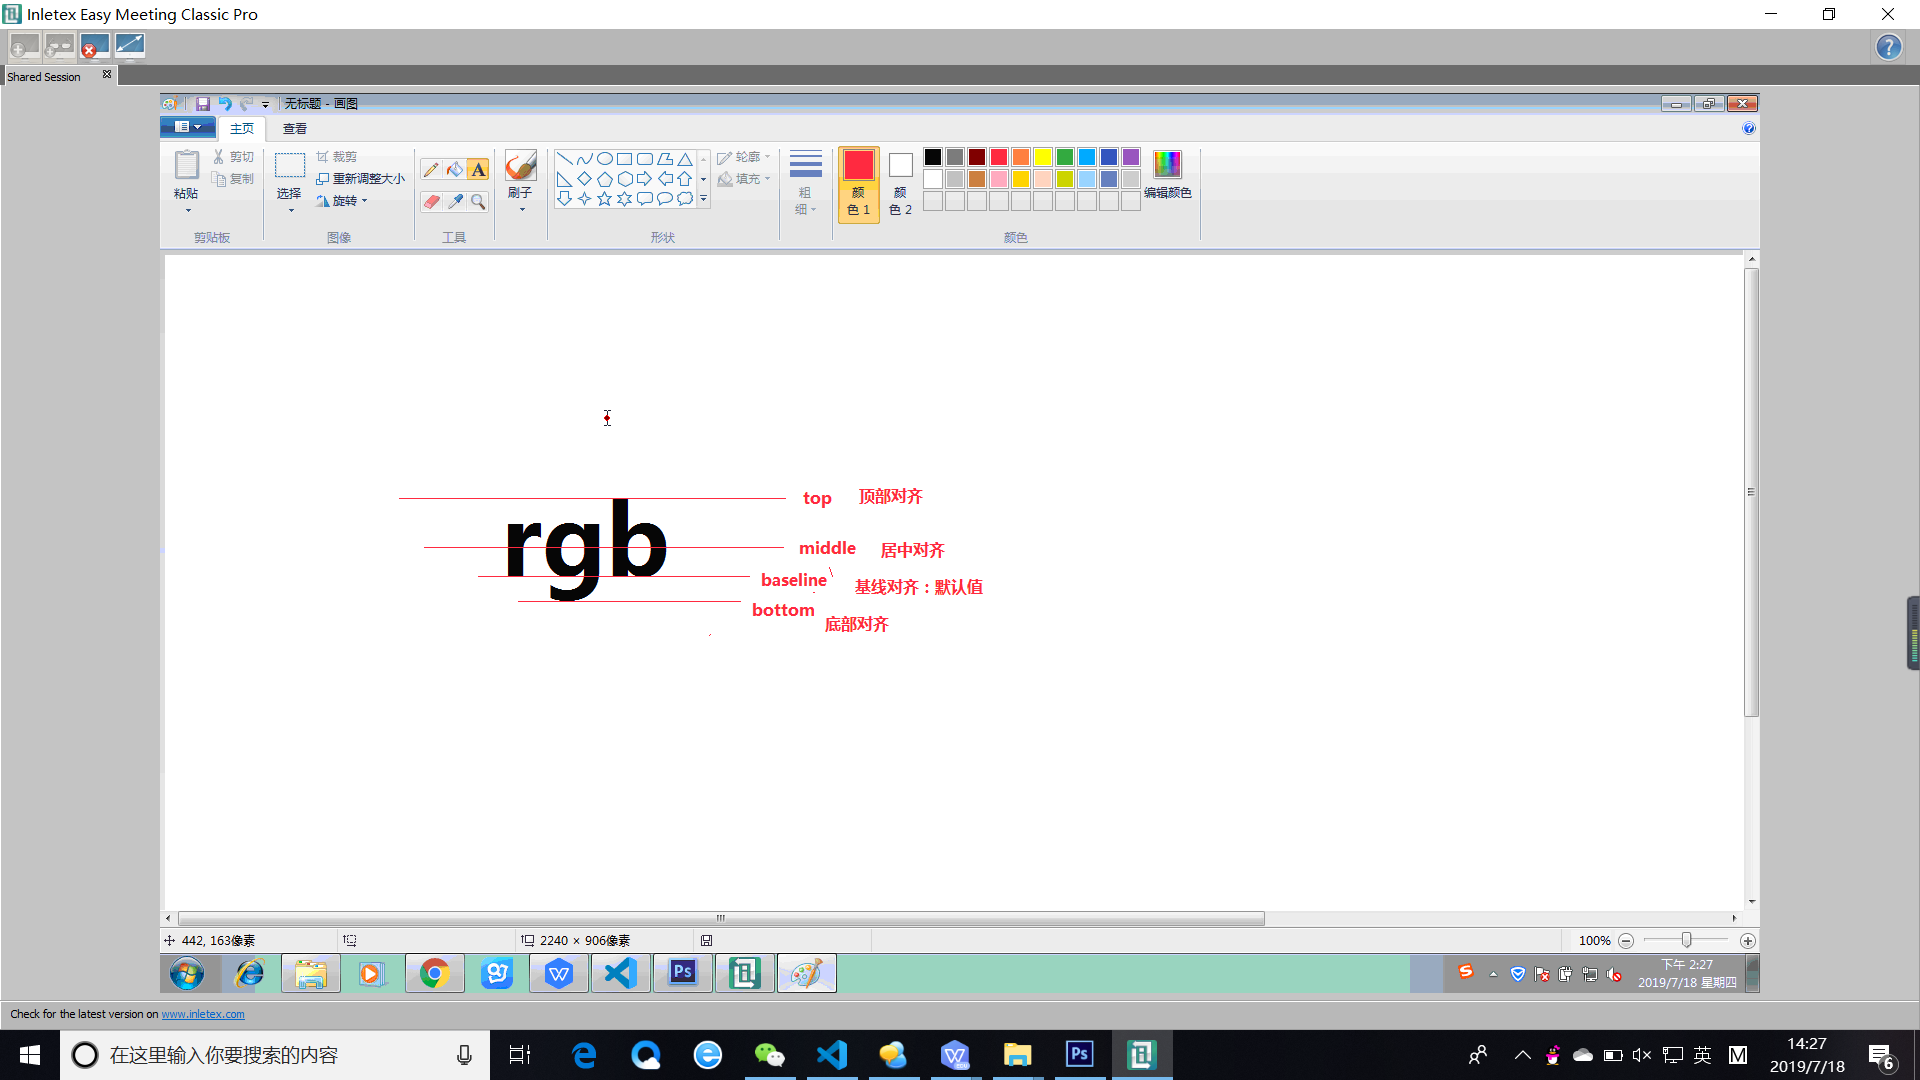 Inletex Easy Meeting Classic Pro
Shared Session
无标题 - 画图
主页 查看
剪切
裁剪
轮廓
复制
重新调整大小
填充
粘贴
选择
旋转
刷子
粗细
颜色 1
颜色 2
编辑颜色
剪贴板
图像
工具
形状
颜色
rgb
top 顶部对齐
middle 居中对齐
baseline 基线对齐：默认值
bottom
底部对齐
442, 163像素
2240 × 906像素
100%
Ps
下午 2:27
2019/7/18 星期四
Check for the latest version on www.inletex.com
在这里输入你要搜索的内容
Ps
英
M
14:27
2019/7/18
6